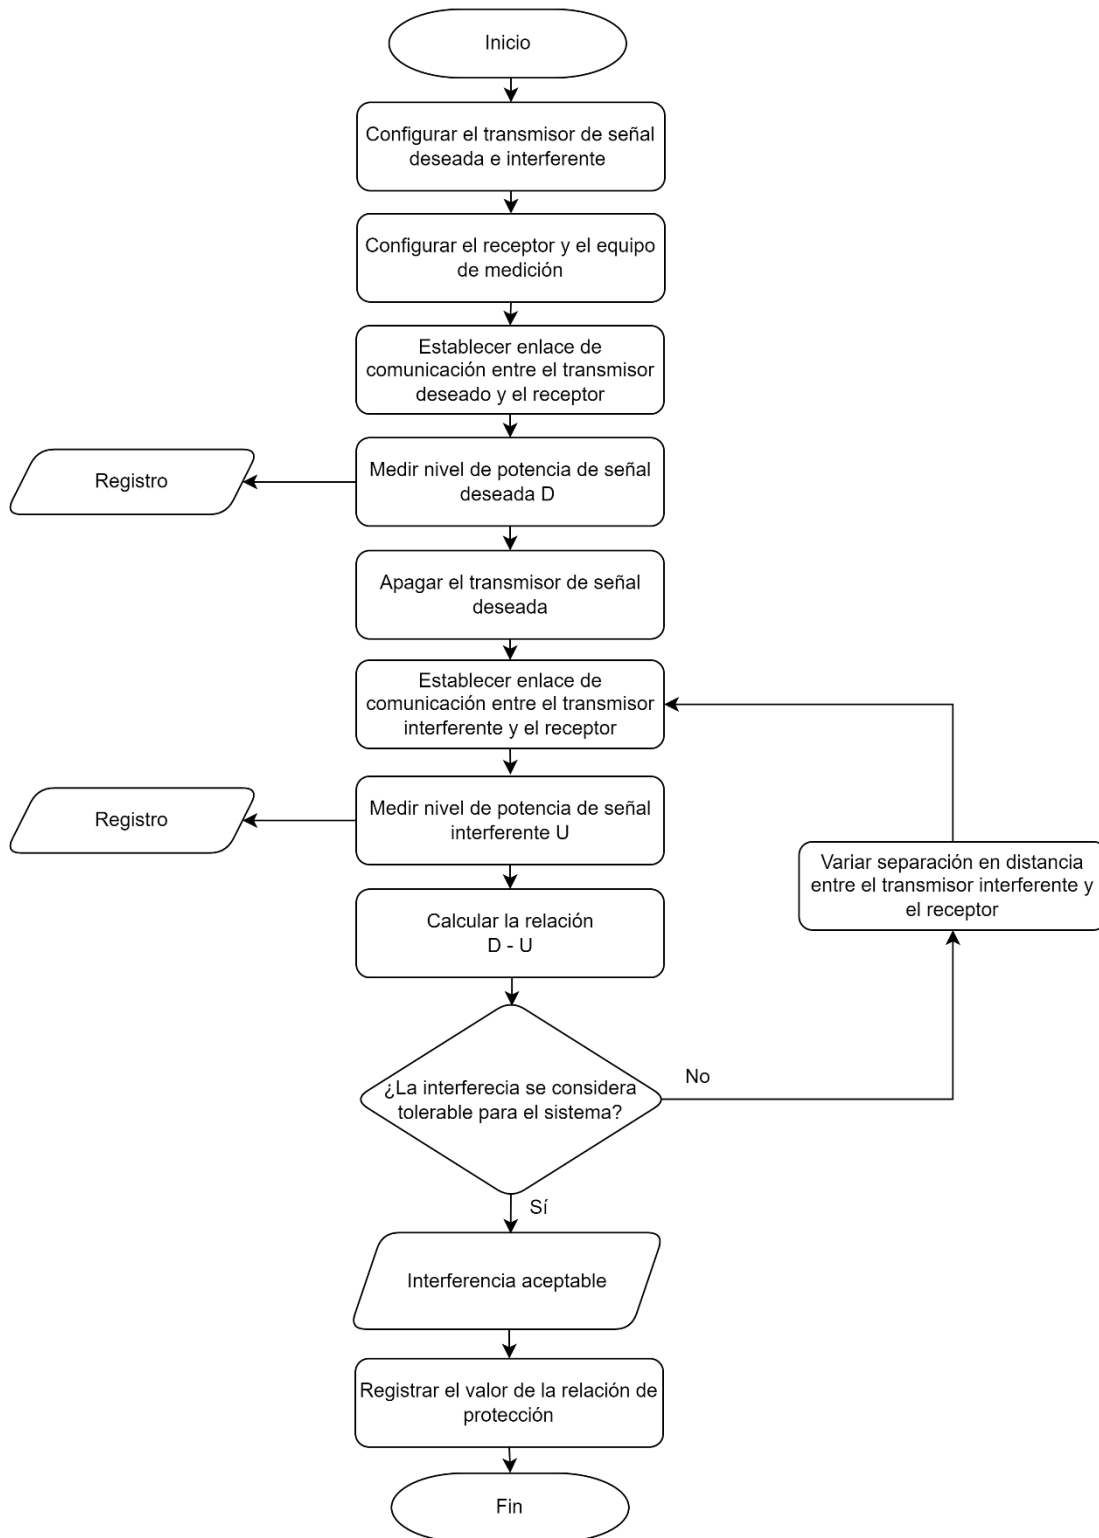 Inicio
Configurar el transmisor de señal
deseada e interferente
Configurar el receptor y el equipo
de medición
Establecer enlace de
comunicación entre el transmisor
deseado y el receptor
Medir nivel de potencia de señal
deseada D
Registro
Apagar el transmisor de señal
deseada
Establecer enlace de
comunicación entre el transmisor
interferente y el receptor
Medir nivel de potencia de señal
interferente U
Registro
Variar separación en distancia
entre el transmisor interferente y
el receptor
Calcular la relación
D - U
¿La interferecia se considera
tolerable para el sistema?
No
Sí
Interferencia aceptable
Registrar el valor de la relación de
protección
Fin